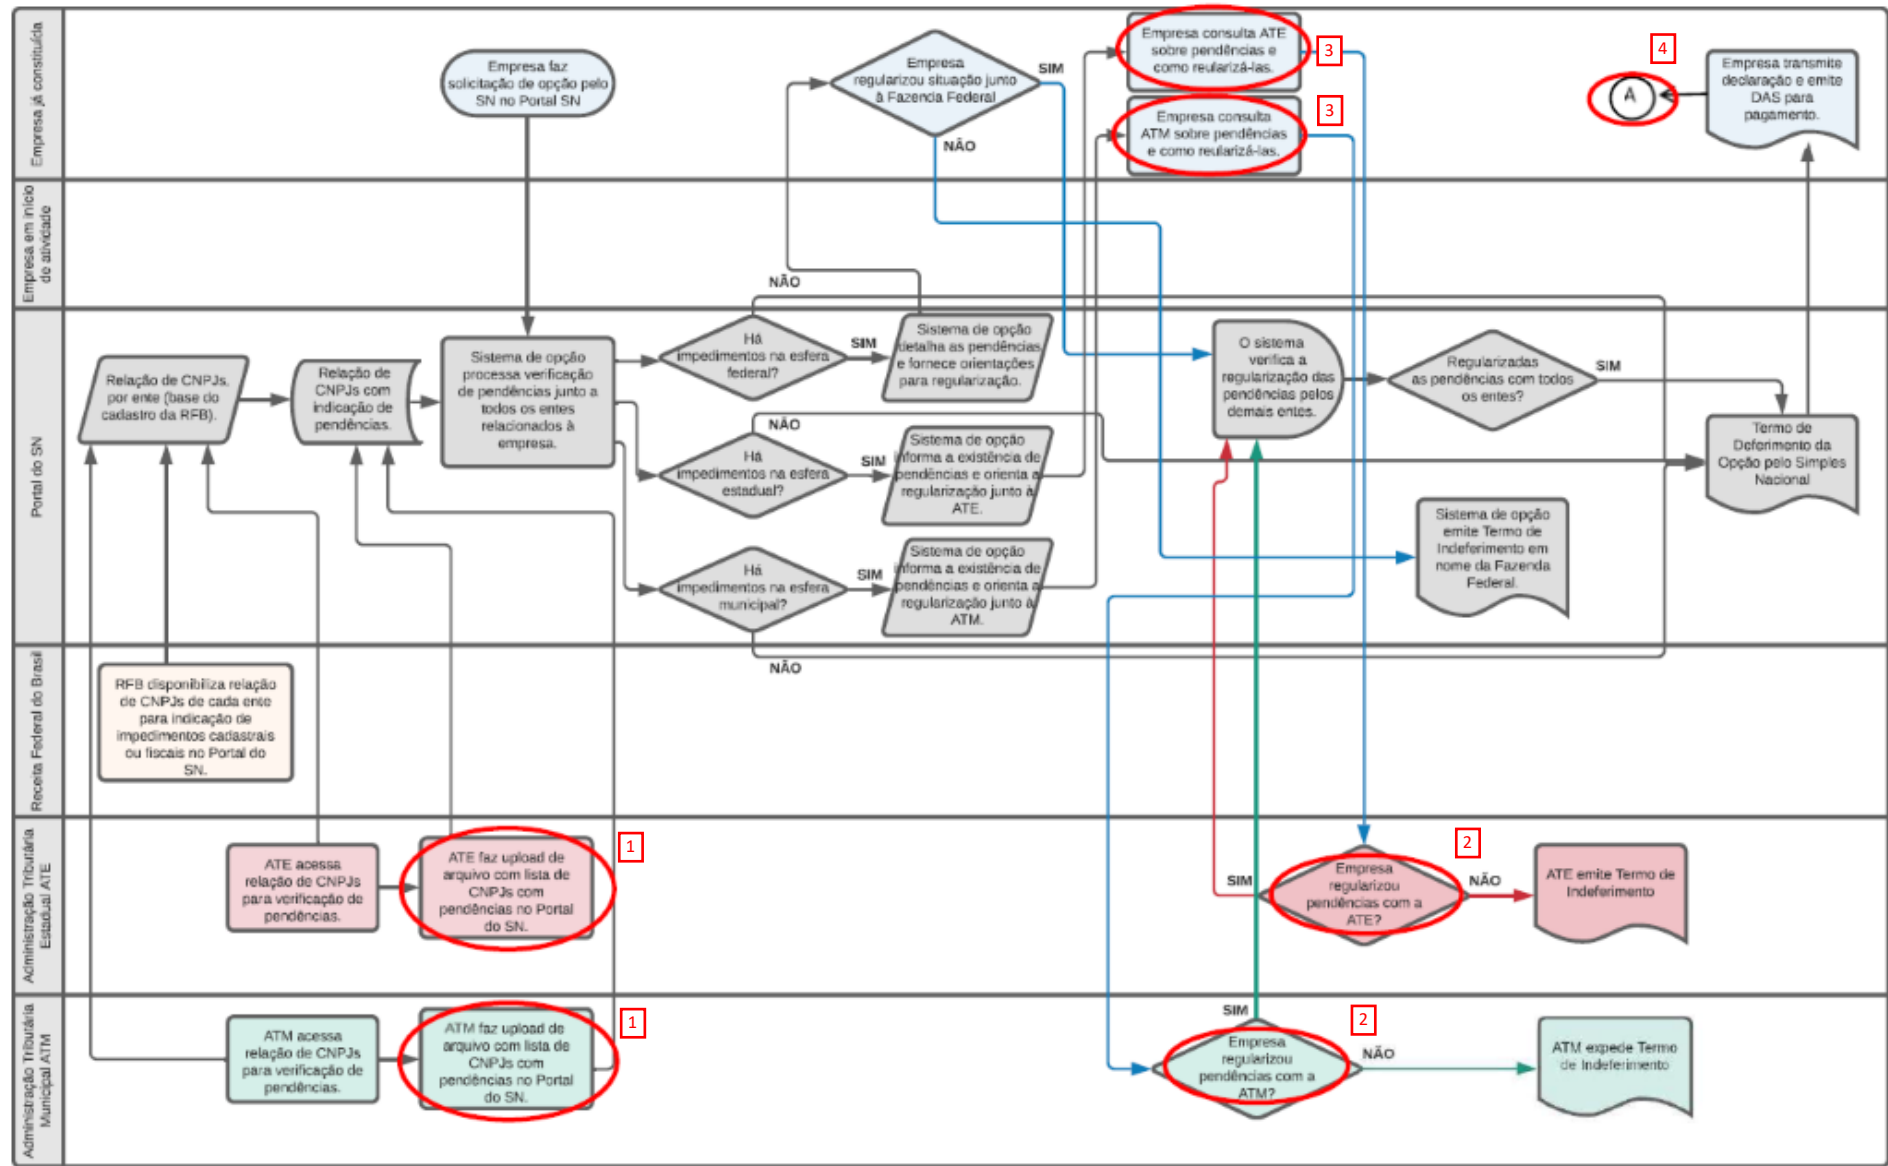 Empresa já constituída
Empresa faz
solicitação de opção pelo
SN no Portal SN
Empresa
regularizou situação junto
à Fazenda Federal
SIM
NÃO
Empresa consulta ATE
sobre pendências e
como reularizá-las.
3
Empresa consulta
ATM sobre pendências
e como reularizá-las.
3
4
A
Empresa transmite
declaração e emite
DAS para
pagamento.
Empresa em início
de atividade
NÃO
Portal do SN
Relação de CNPJs,
por ente (base do
cadastro da RFB).
Relação de
CNPJs com
indicação de
pendências.
Sistema de opção
processa verificação
de pendências junto a
todos os entes
relacionados à
empresa.
Há
impedimentos na esfera
federal?
SIM
Sistema de opção
detalha as pendências
e fornece orientações
para regularização.
NÃO
Há
impedimentos na esfera
estadual?
SIM
Sistema de opção
informa a existência de
pendências e orienta a
regularização junto à
ATE.
Há
impedimentos na esfera
municipal?
SIM
Sistema de opção
informa a existência de
pendências e orienta a
regularização junto à
ATM.
NÃO
O sistema
verifica a
regularização das
pendências pelos
demais entes.
Regularizadas
as pendências com todos
os entes?
SIM
Termo de
Deferimento da
Opção pelo Simples
Nacional
Sistema de opção
emite Termo de
Indeferimento em
nome da Fazenda
Federal.
Receita Federal do Brasil
RFB disponibiliza relação
de CNPJs de cada ente
para indicação de
impedimentos cadastrais
ou fiscais no Portal do
SN.
Administração Tributária
Estadual ATE
ATE acessa
relação de CNPJs
para verificação de
pendências.
ATE faz upload de
arquivo com lista de
CNPJs com
pendências no Portal
do SN.
1
SIM
Empresa
regularizou
pendências com a
ATE?
2
NÃO
ATE emite Termo de
Indeferimento
Administração Tributária
Municipal ATM
ATM acessa
relação de CNPJs
para verificação de
pendências.
ATM faz upload de
arquivo com lista de
CNPJs com
pendências no Portal
do SN.
1
SIM
Empresa
regularizou
pendências com a
ATM?
2
NÃO
ATM expede Termo
de Indeferimento